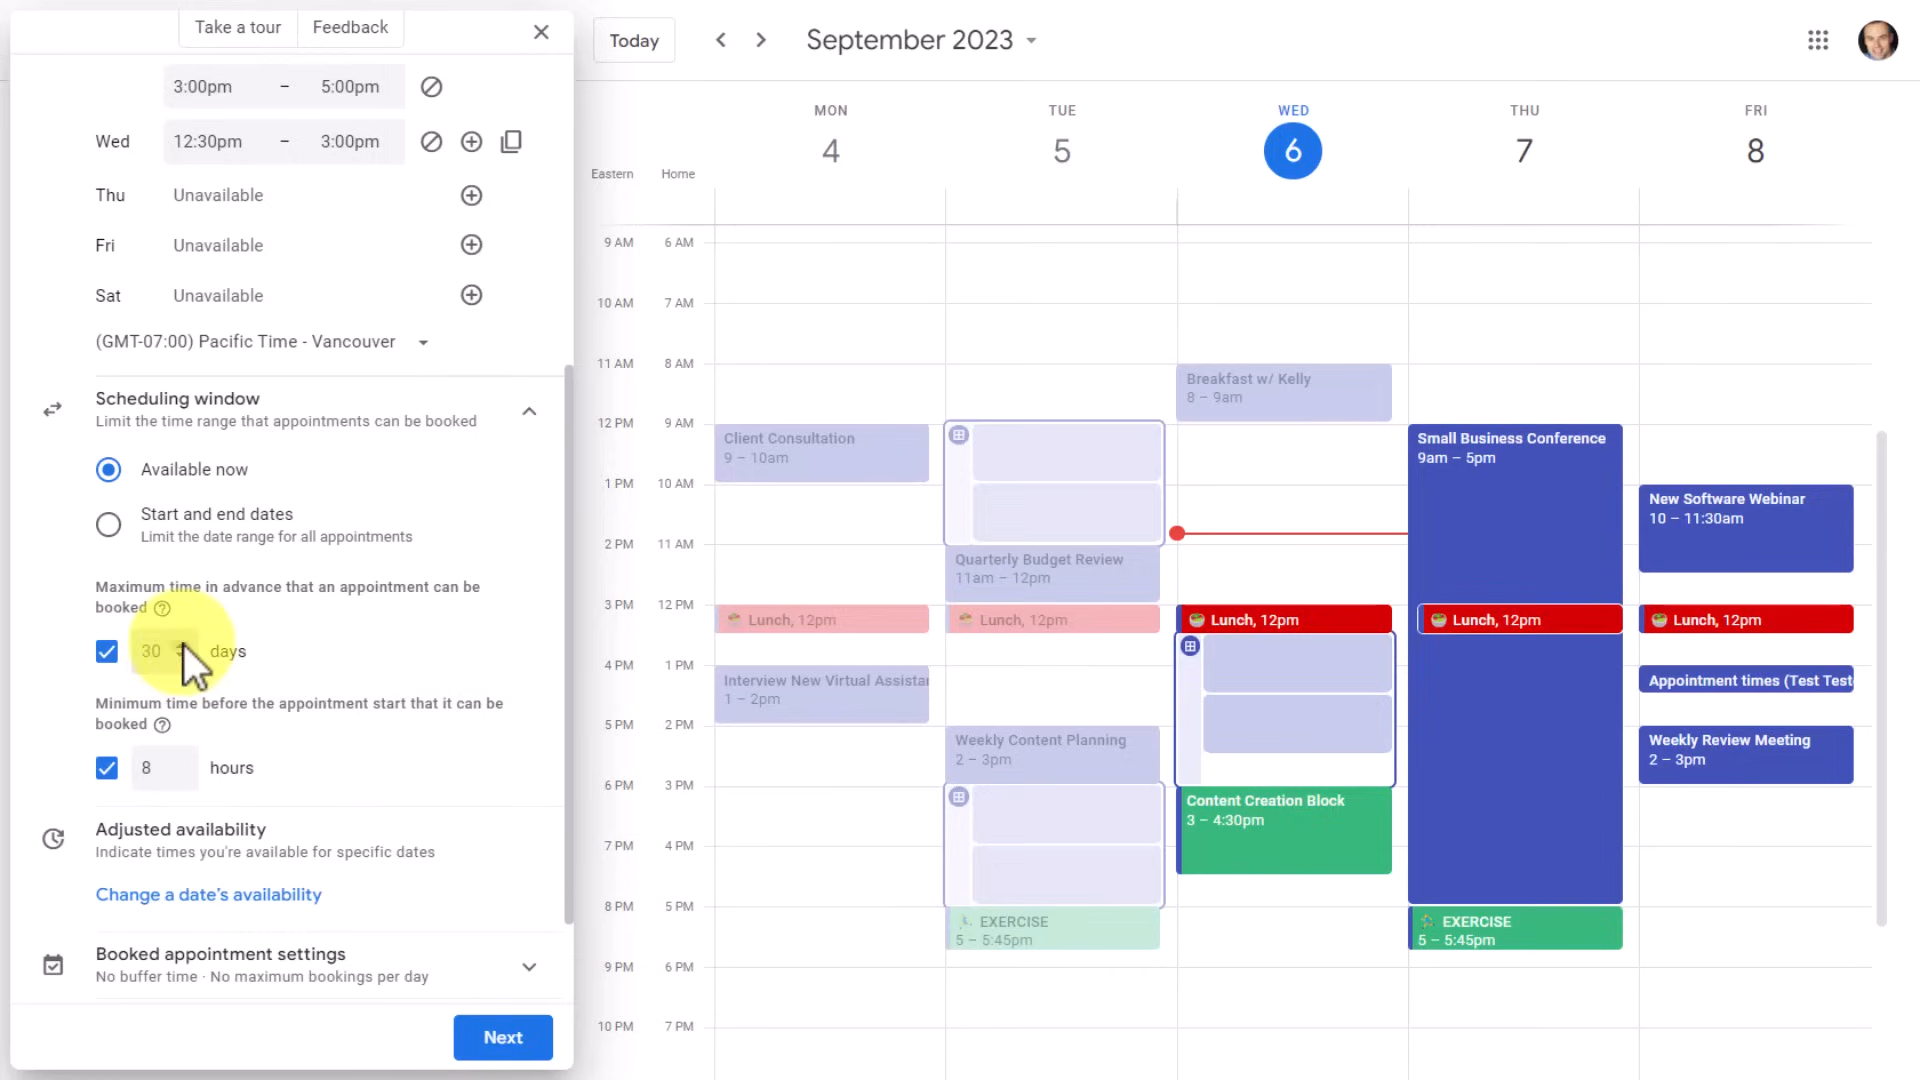 Take a tour
Feedback
3:00pm – 5:00pm
Wed 12:30pm – 3:00pm
Thu Unavailable
Fri Unavailable
Sat Unavailable
(GMT-07:00) Pacific Time - Vancouver
Scheduling window
Limit the time range that appointments can be booked
Available now
Start and end dates
Limit the date range for all appointments
Maximum time in advance that an appointment can be
booked
30 days
Minimum time before the appointment start that it can be
booked
8 hours
Adjusted availability
Indicate times you're available for specific dates
Change a date's availability
Booked appointment settings
No buffer time · No maximum bookings per day
Next
Today
September 2023
MON TUE WED THU FRI
4 5 6 7 8
Eastern Home
9 AM 6 AM
10 AM 7 AM
11 AM 8 AM
12 PM 9 AM
1 PM 10 AM
2 PM 11 AM
3 PM 12 PM
4 PM 1 PM
5 PM 2 PM
6 PM 3 PM
7 PM 4 PM
8 PM 5 PM
9 PM 6 PM
10 PM 7 PM
Client Consultation
9 – 10am
Lunch, 12pm
Interview New Virtual Assistar
1 – 2pm
Quarterly Budget Review
11am – 12pm
Lunch, 12pm
Weekly Content Planning
2 – 3pm
EXERCISE
5 – 5:45pm
Breakfast w/ Kelly
8 – 9am
Lunch, 12pm
Content Creation Block
3 – 4:30pm
Small Business Conference
9am – 5pm
Lunch, 12pm
EXERCISE
5 – 5:45pm
New Software Webinar
10 – 11:30am
Lunch, 12pm
Appointment times (Test Test
Weekly Review Meeting
2 – 3pm